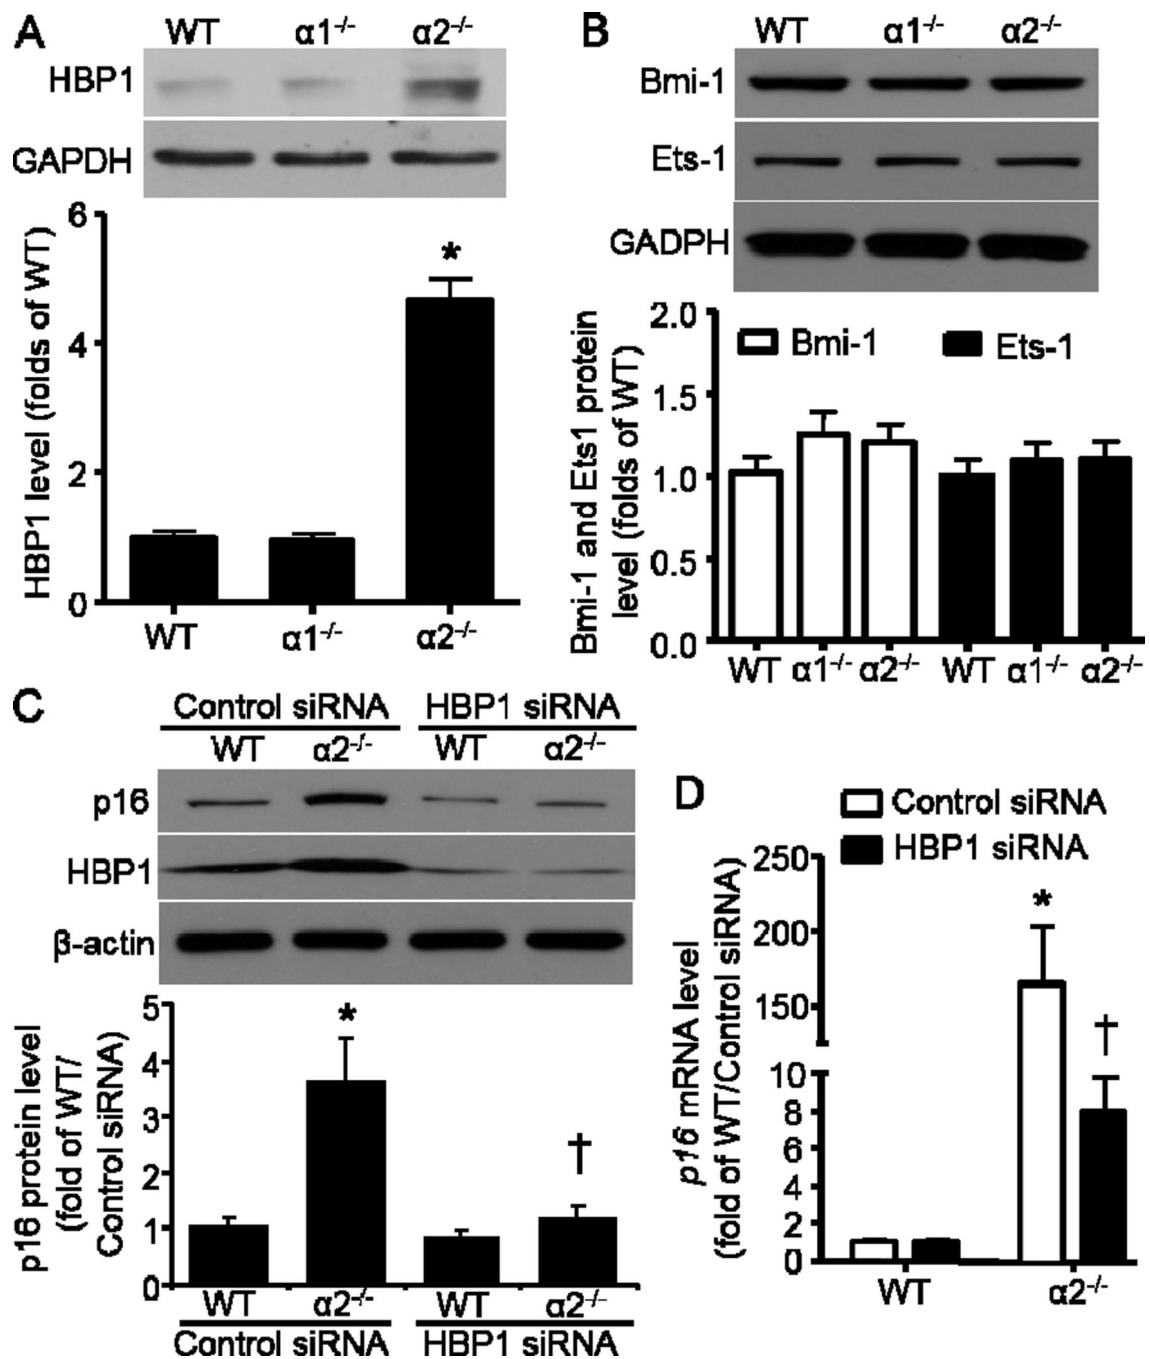 A
WT α1-/- α2-/-
HBP1
GAPDH
HBP1 level (folds of WT)
6
4
2
0
*
WT α1-/- α2-/-
B
WT α1-/- α2-/-
Bmi-1
Ets-1
GADPH
Bmi-1 and Ets1 protein
level (folds of WT)
2.0
1.5
1.0
0.5
0.0
Bmi-1 Ets-1
WT α1-/- α2-/- WT α1-/- α2-/-
C
Control siRNA HBP1 siRNA
WT α2-/- WT α2-/-
p16
HBP1
β-actin
p16 protein level
(fold of WT/
Control siRNA)
5
4
3
2
1
0
*
†
WT α2-/- WT α2-/-
Control siRNA HBP1 siRNA
D
Control siRNA
HBP1 siRNA
p16 mRNA level
(fold of WT/Control siRNA)
250
200
150
10
8
6
4
2
0
*
†
WT α2-/-